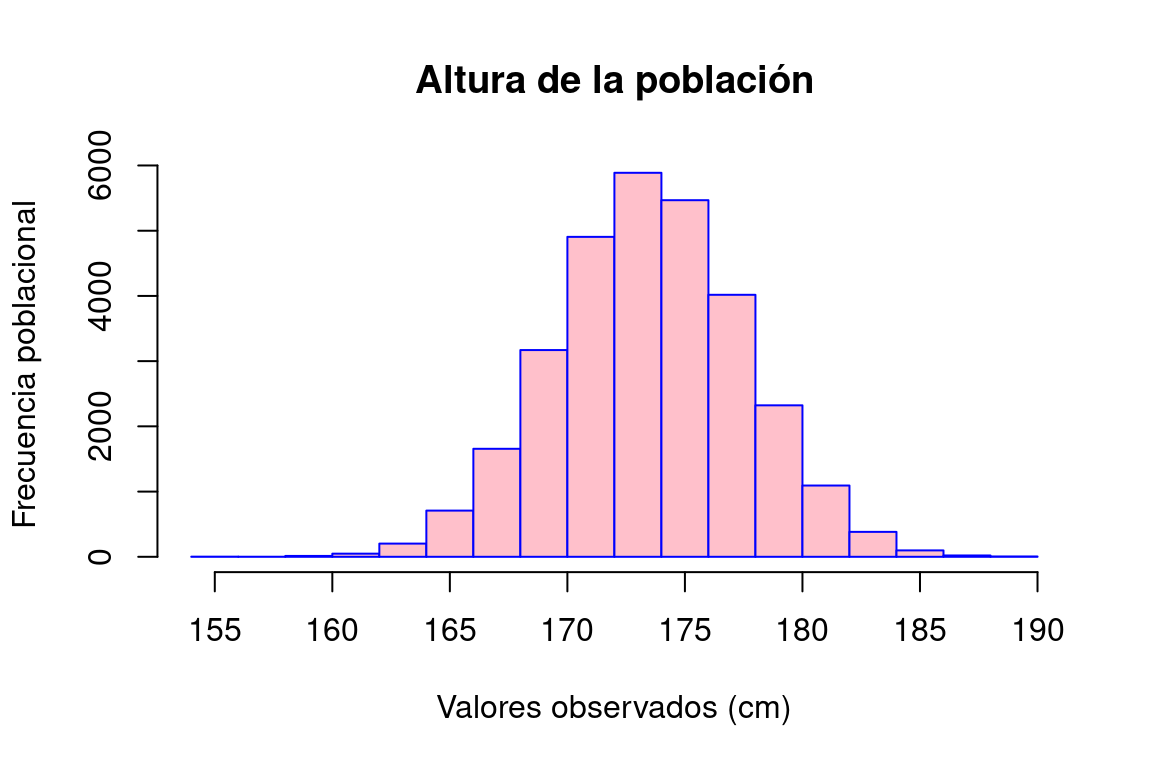 Altura de la población
Frecuencia poblacional
6000
4000
2000
0
155 160 165 170 175 180 185 190
Valores observados (cm)